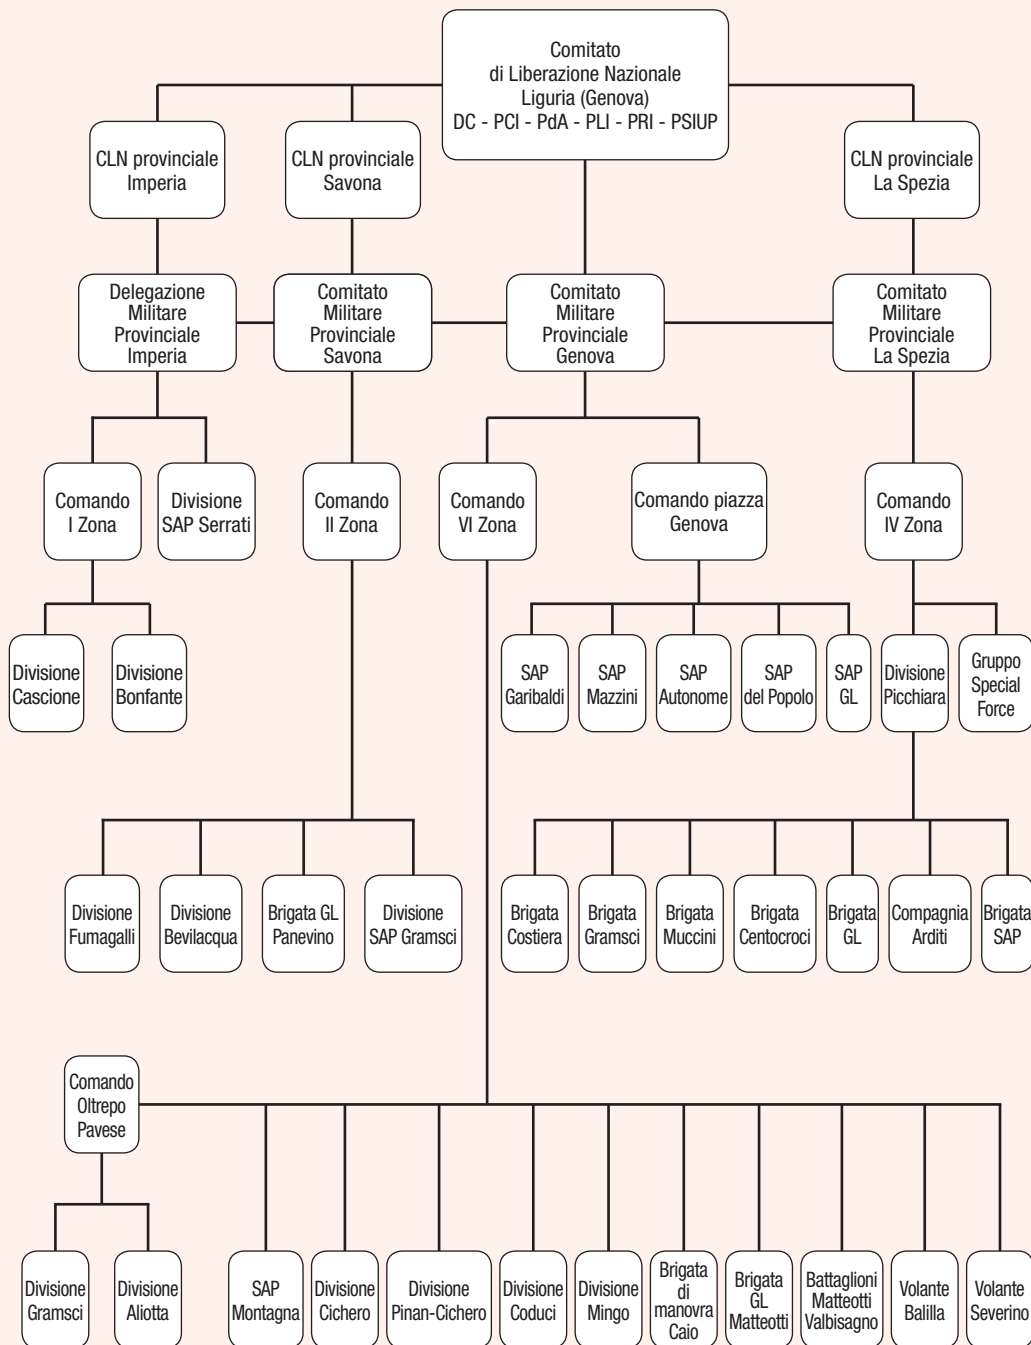 Comitato
di Liberazione Nazionale
Liguria (Genova)
DC - PCI - PdA - PLI - PRI - PSIUP
CLN provinciale
Imperia
CLN provinciale
Savona
CLN provinciale
La Spezia
Delegazione
Militare
Provinciale
Imperia
Comitato
Militare
Provinciale
Savona
Comitato
Militare
Provinciale
Genova
Comitato
Militare
Provinciale
La Spezia
Comando
I Zona
Divisione
SAP Serrati
Comando
II Zona
Comando
VI Zona
Comando piazza
Genova
Comando
IV Zona
Divisione
Cascione
Divisione
Bonfante
SAP
Garibaldi
SAP
Mazzini
SAP
Autonome
SAP
del Popolo
SAP
GL
Divisione
Picchiara
Gruppo
Special
Force
Divisione
Fumagalli
Divisione
Bevilacqua
Brigata GL
Panevino
Divisione
SAP Gramsci
Brigata
Costiera
Brigata
Gramsci
Brigata
Muccini
Brigata
Centocroci
Brigata
GL
Compagnia
Arditi
Brigata
SAP
Comando
Oltrepo
Pavese
Divisione
Gramsci
Divisione
Aliotta
SAP
Montagna
Divisione
Cichero
Divisione
Pinan-Cichero
Divisione
Coduci
Divisione
Mingo
Brigata
di
manovra
Caio
Brigata
GL
Matteotti
Battaglioni
Matteotti
Valbisagno
Volante
Balilla
Volante
Severino